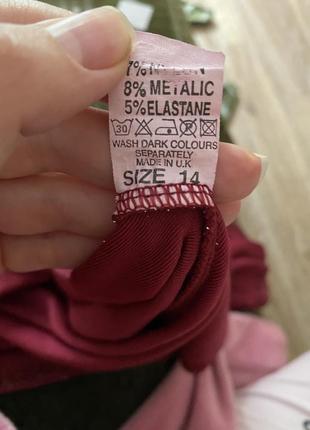 8% METALIC
5% ELASTANE
30
WASH DARK COLOURS
SEPARATELY
MADE IN U.K
SIZE 14